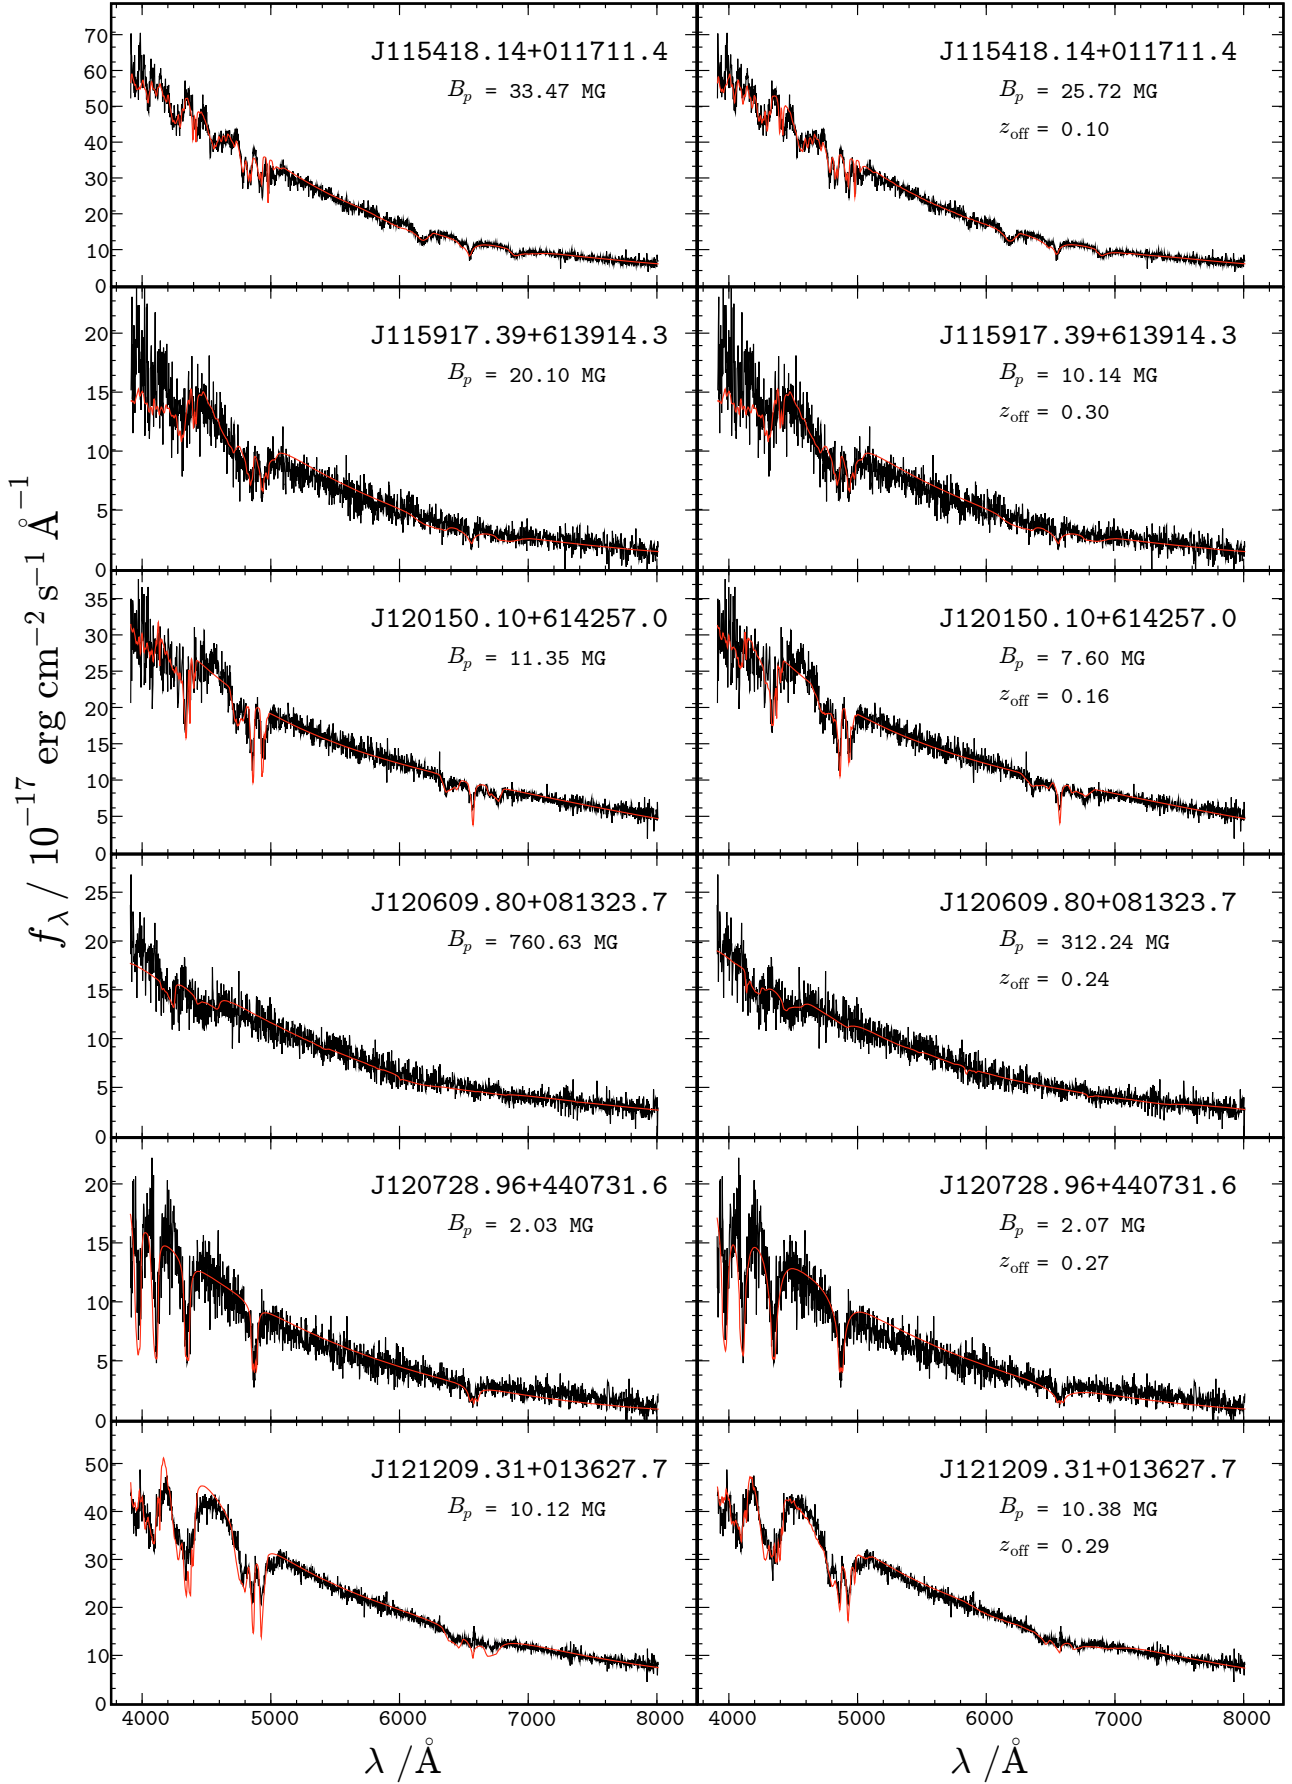 J115418.14+011711.4
B_p = 33.47 MG
J115418.14+011711.4
B_p = 25.72 MG
z_off = 0.10
70
60
50
40
30
20
10
0
J115917.39+613914.3
B_p = 20.10 MG
J115917.39+613914.3
B_p = 10.14 MG
z_off = 0.30
20
15
10
5
0
J120150.10+614257.0
B_p = 11.35 MG
J120150.10+614257.0
B_p = 7.60 MG
z_off = 0.16
35
30
25
20
15
10
5
0
J120609.80+081323.7
B_p = 760.63 MG
J120609.80+081323.7
B_p = 312.24 MG
z_off = 0.24
25
20
15
10
5
0
J120728.96+440731.6
B_p = 2.03 MG
J120728.96+440731.6
B_p = 2.07 MG
z_off = 0.27
20
15
10
5
0
J121209.31+013627.7
B_p = 10.12 MG
J121209.31+013627.7
B_p = 10.38 MG
z_off = 0.29
50
40
30
20
10
0
4000 5000 6000 7000 8000
4000 5000 6000 7000 8000
λ /Å
λ /Å
f_λ / 10⁻¹⁷ erg cm⁻² s⁻¹ Å⁻¹